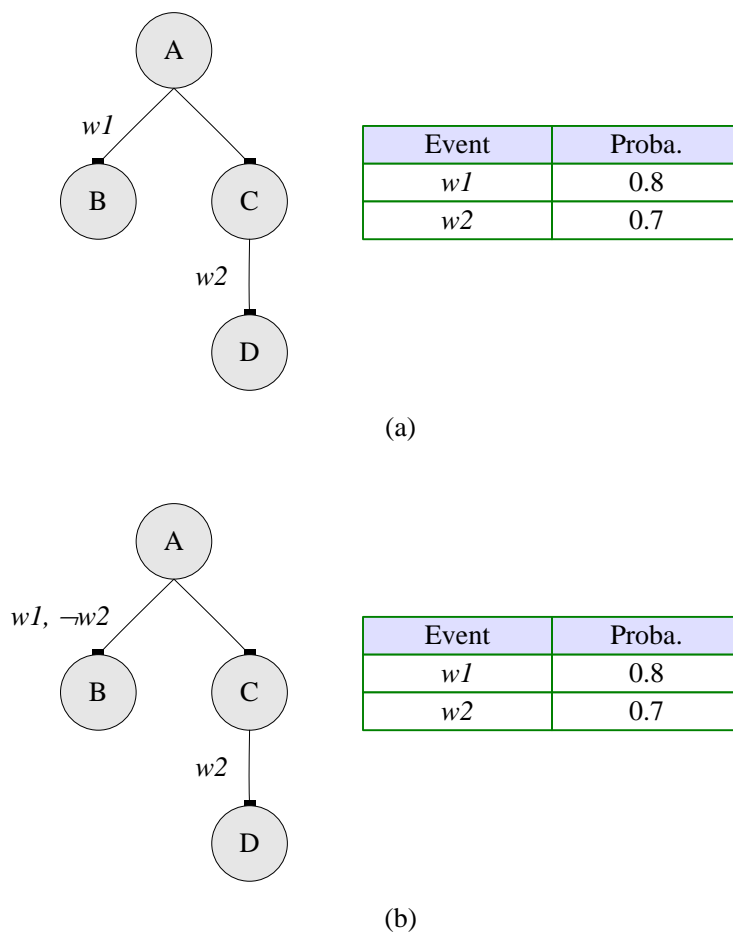 A
w1
B
C
w2
D
Event Proba.
w1 0.8
w2 0.7
(a)
A
w1, ¬w2
B
C
w2
D
Event Proba.
w1 0.8
w2 0.7
(b)